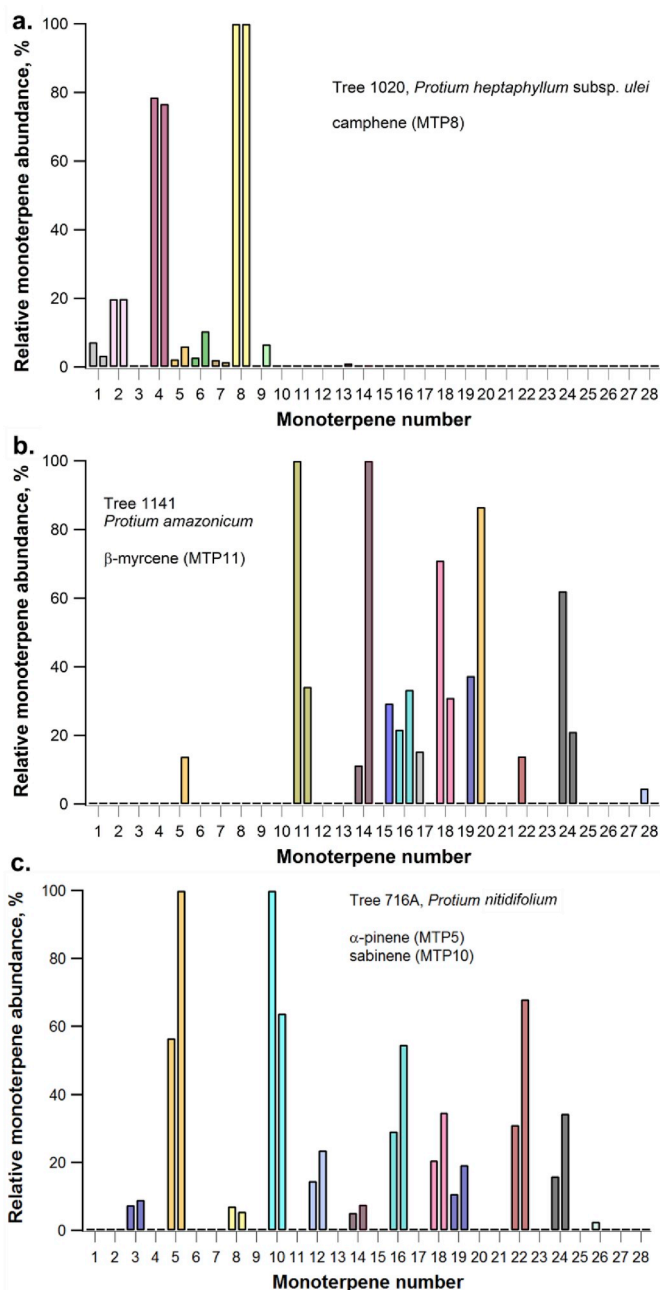 a.
Relative monoterpene abundance, %
100
80
60
40
20
0
Tree 1020, Protium heptaphyllum subsp. ulei
camphene (MTP8)
1 2 3 4 5 6 7 8 9 10 11 12 13 14 15 16 17 18 19 20 21 22 23 24 25 26 27 28
Monoterpene number
b.
Relative monoterpene abundance, %
100
80
60
40
20
0
Tree 1141
Protium amazonicum
β-myrcene (MTP11)
1 2 3 4 5 6 7 8 9 10 11 12 13 14 15 16 17 18 19 20 21 22 23 24 25 26 27 28
Monoterpene number
c.
Relative monoterpene abundance, %
100
80
60
40
20
0
Tree 716A, Protium nitidifolium
α-pinene (MTP5)
sabinene (MTP10)
1 2 3 4 5 6 7 8 9 10 11 12 13 14 15 16 17 18 19 20 21 22 23 24 25 26 27 28
Monoterpene number